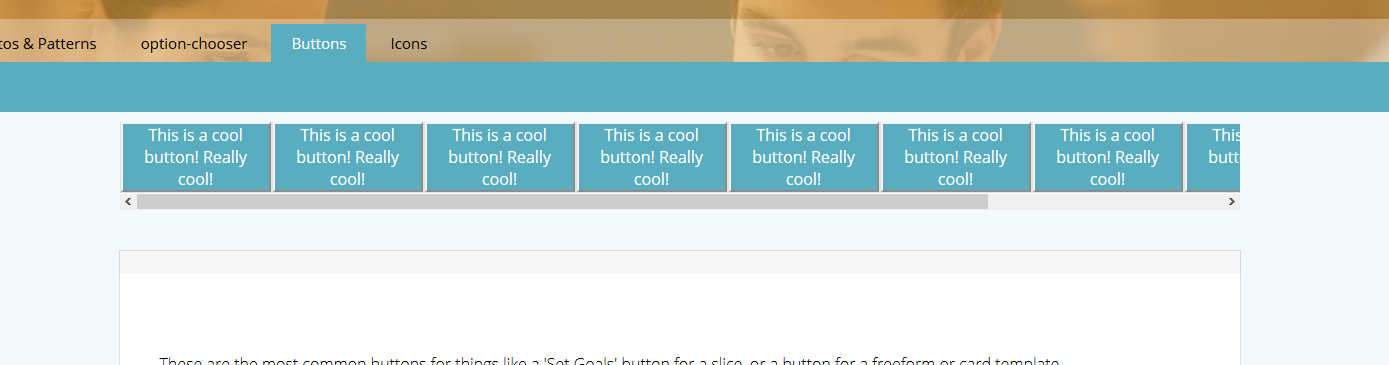 tos & Patterns option-chooser Buttons Icons
This is a cool This is a cool This is a cool This is a cool This is a cool This is a cool This is a cool This
button! Really button! Really button! Really button! Really button! Really button! Really button! Really butt
cool! cool! cool! cool! cool! cool! cool!
These are the most common buttons for things like a 'Set Goals' button for a slice, or a button for a freeform or card template